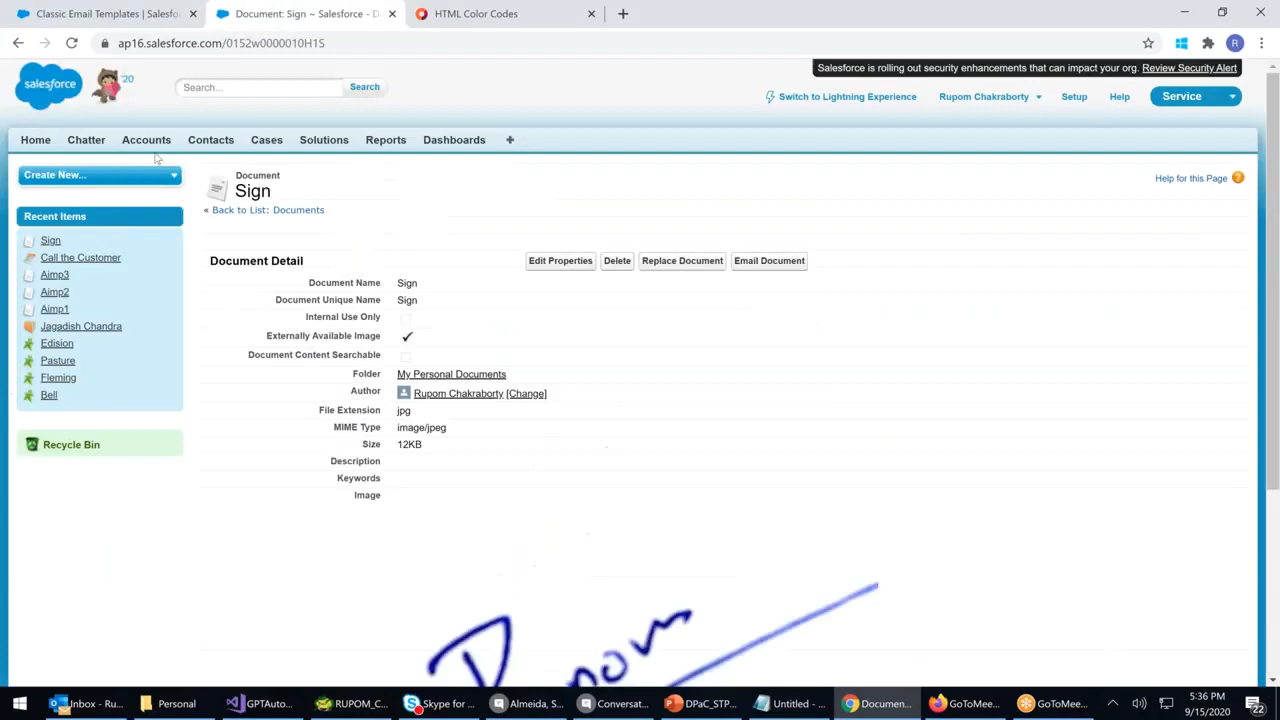 Classic Email Templates | Salesfo
Document: Sign ~ Salesforce - D
HTML Color Codes
ap16.salesforce.com/0152w0000010H1S
R
Salesforce is rolling out security enhancements that can impact your org. Review Security Alert
salesforce
'20
Search...
Search
Switch to Lightning Experience
Rupom Chakraborty
Setup
Help
Service
Home
Chatter
Accounts
Contacts
Cases
Solutions
Reports
Dashboards
Create New...
Document
Sign
Help for this Page
« Back to List: Documents
Recent Items
Sign
Call the Customer
Aimp3
Aimp2
Aimp1
Jagadish Chandra
Edision
Pasture
Fleming
Bell
Recycle Bin
Document Detail
Edit Properties
Delete
Replace Document
Email Document
Document Name Sign
Document Unique Name Sign
Internal Use Only
Externally Available Image
Document Content Searchable
Folder My Personal Documents
Author Rupom Chakraborty [Change]
File Extension jpg
MIME Type image/jpeg
Size 12KB
Description
Keywords
Image
Inbox - Ru...
Personal
GPTAuto...
RUPOM_C...
Skype for ...
Almeida, S...
Conversat...
DPaC_STP...
Untitled - ...
Documen...
GoToMee...
GoToMee...
5:36 PM
9/15/2020
22